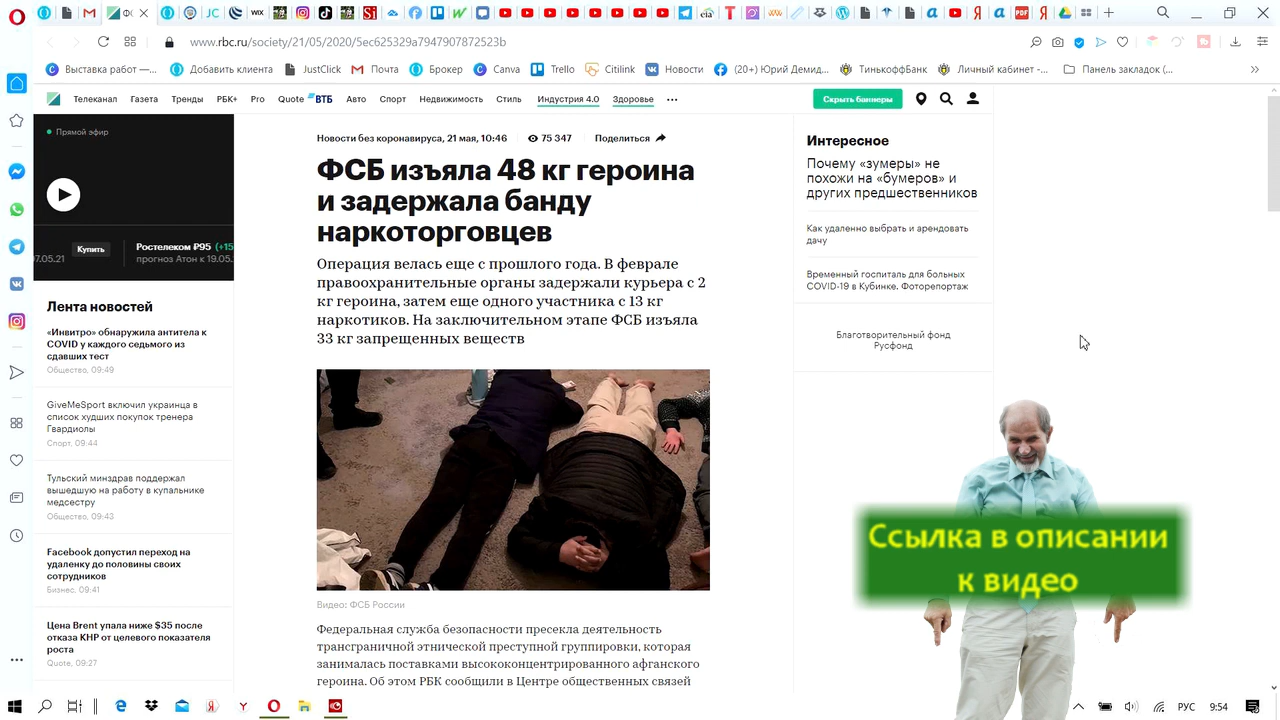 www.rbc.ru/society/21/05/2020/5ec625329a7947907872523b
Выставка работ —...
Добавить клиента
JustClick
Почта
Брокер
Canva
Trello
Citilink
Новости
(20+) Юрий Демид...
ТинькоффБанк
Личный кабинет -...
Панель закладок (...
Телеканал
Газета
Тренды
РБК+
Pro
Quote
ВТБ
Авто
Спорт
Недвижимость
Стиль
Индустрия 4.0
Здоровье
Скрыть баннеры
Прямой эфир
Купить
Ростелеком ₽95 (+15
07.05.21
прогноз Атон к 19.05.
Лента новостей
«Инвитро» обнаружила антитела к
COVID у каждого седьмого из
сдавших тест
Общество, 09:49
GiveMeSport включил украинца в
список худших покупок тренера
Гвардиолы
Спорт, 09:44
Тульский минздрав поддержал
вышедшую на работу в купальнике
медсестру
Общество, 09:43
Facebook допустил переход на
удаленку до половины своих
сотрудников
Бизнес, 09:41
Цена Brent упала ниже $35 после
отказа КНР от целевого показателя
роста
Quote, 09:27
Новости без коронавируса, 21 мая, 10:46
75 347
Поделиться
ФСБ изъяла 48 кг героина
и задержала банду
наркоторговцев
Операция велась еще с прошлого года. В феврале
правоохранительные органы задержали курьера с 2
кг героина, затем еще одного участника с 13 кг
наркотиков. На заключительном этапе ФСБ изъяла
33 кг запрещенных веществ
Видео: ФСБ России
Федеральная служба безопасности пресекла деятельность
трансграничной этнической преступной группировки, которая
занималась поставками высококонцентрированного афганского
героина. Об этом РБК сообщили в Центре общественных связей
Интересное
Почему «зумеры» не
похожи на «бумеров» и
других предшественников
Как удаленно выбрать и арендовать
дачу
Временный госпиталь для больных
COVID-19 в Кубинке. Фоторепортаж
Благотворительный фонд
Русфонд
Ссылка в описании
к видео
РУС
9:54